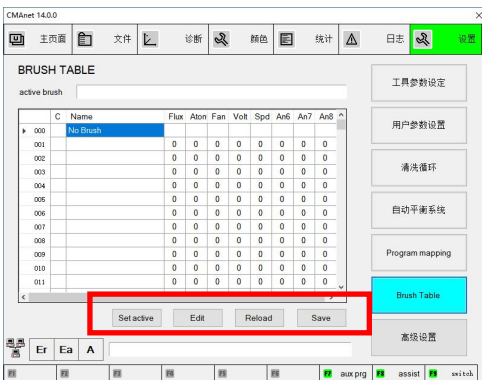 CMAnet 14.0.0
主页面 文件 诊断 颜色 统计 日志 设置
BRUSH TABLE
active brush
工具参数设定
用户参数设置
清洗循环
自动平衡系统
Program mapping
Brush Table
高级设置
C Name Flux Aton Fan Volt Spd An6 An7 An8
000 No Brush
001 0 0 0 0 0 0 0 0
002 0 0 0 0 0 0 0 0
003 0 0 0 0 0 0 0 0
004 0 0 0 0 0 0 0 0
005 0 0 0 0 0 0 0 0
006 0 0 0 0 0 0 0 0
007 0 0 0 0 0 0 0 0
008 0 0 0 0 0 0 0 0
009 0 0 0 0 0 0 0 0
010 0 0 0 0 0 0 0 0
011 0 0 0 0 0 0 0 0
Set active Edit Reload Save
Er Ea A
F1 F2 F3 F4 F5 F6 F7 aux prg F8 assist F9 switch